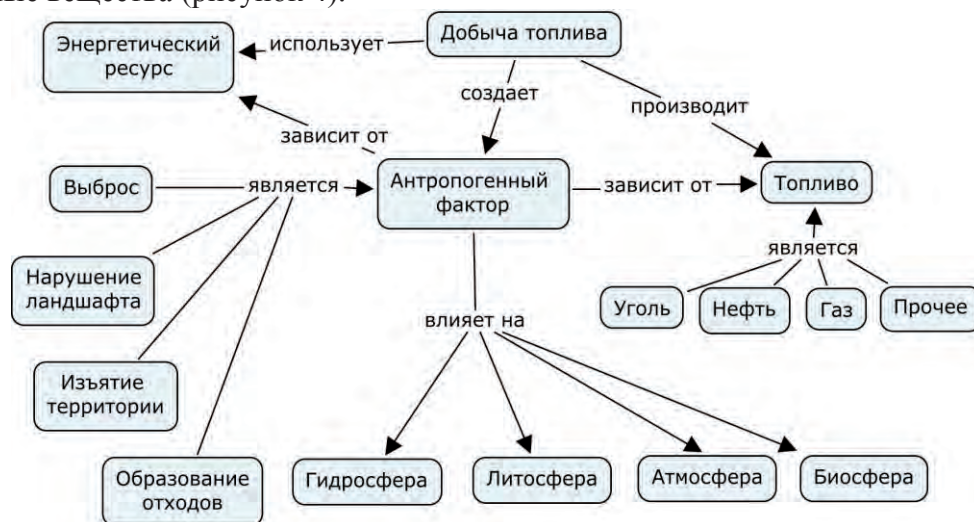 вещества (рисунок 4).
Энергетический
ресурс
использует
Добыча топлива
создает
производит
зависит от
Выброс
является
Антропогенный
фактор
зависит от
Топливо
Нарушение
ландшафта
является
Уголь
Нефть
Газ
Прочее
влияет на
Изъятие
территории
Образование
отходов
Гидросфера
Литосфера
Атмосфера
Биосфера